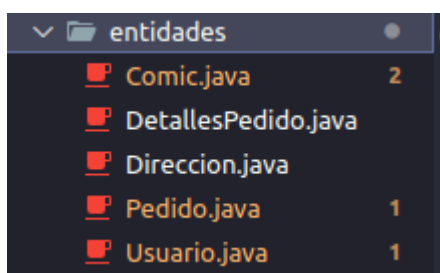 entidades
Comic.java 2
DetallesPedido.java
Direccion.java
Pedido.java 1
Usuario.java 1